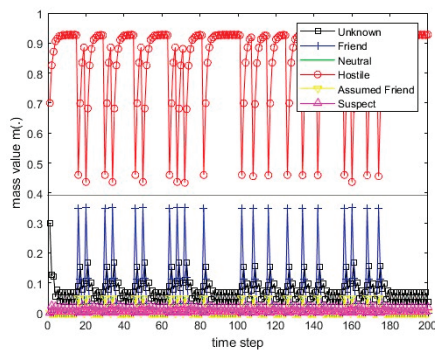 1
0.9
0.8
0.7
0.6
0.5
0.4
0.3
0.2
0.1
0
mass value m(.)
Unknown
Friend
Neutral
Hostile
Assumed Friend
Suspect
0 20 40 60 80 100 120 140 160 180 200
time step